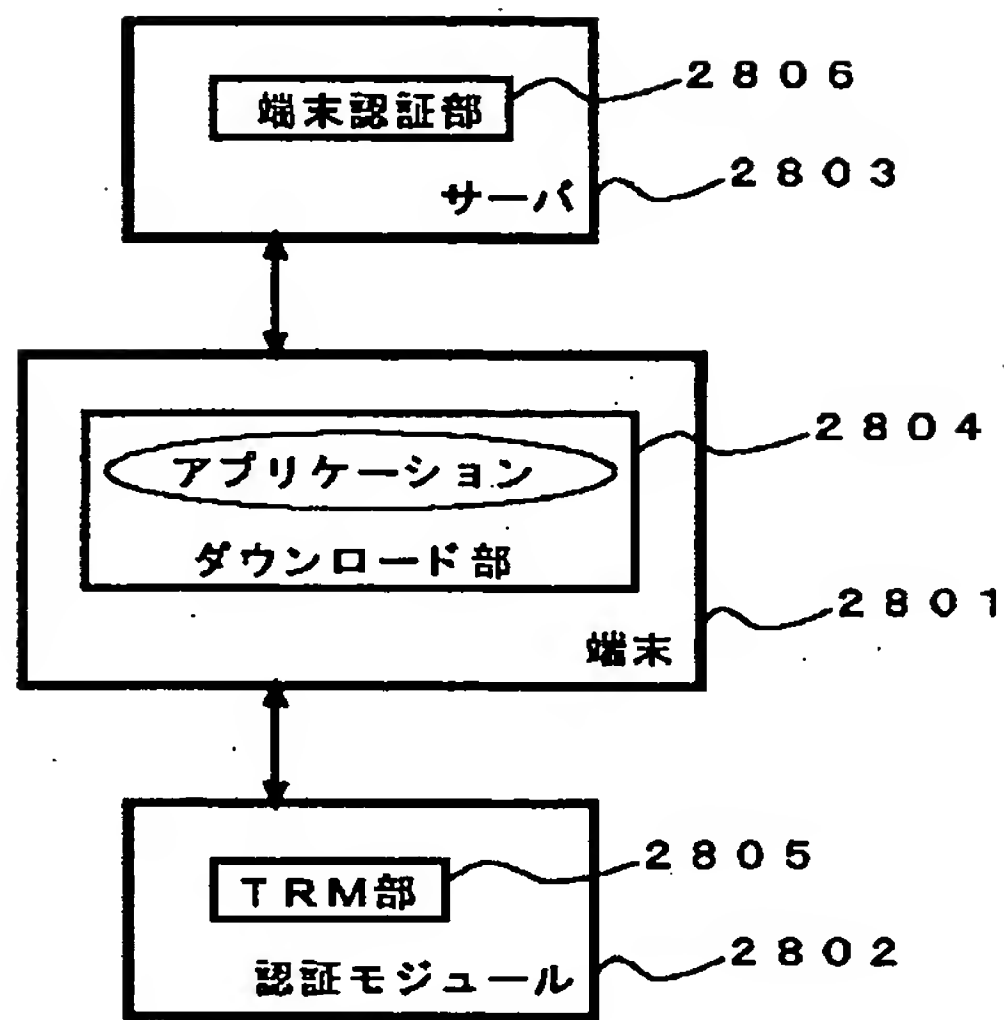 ２８０６
端末認証部
２８０３
サーバ
２８０４
アプリケーション
ダウンロード部
２８０１
端末
２８０５
ＴＲＭ部
２８０２
認証モジュール